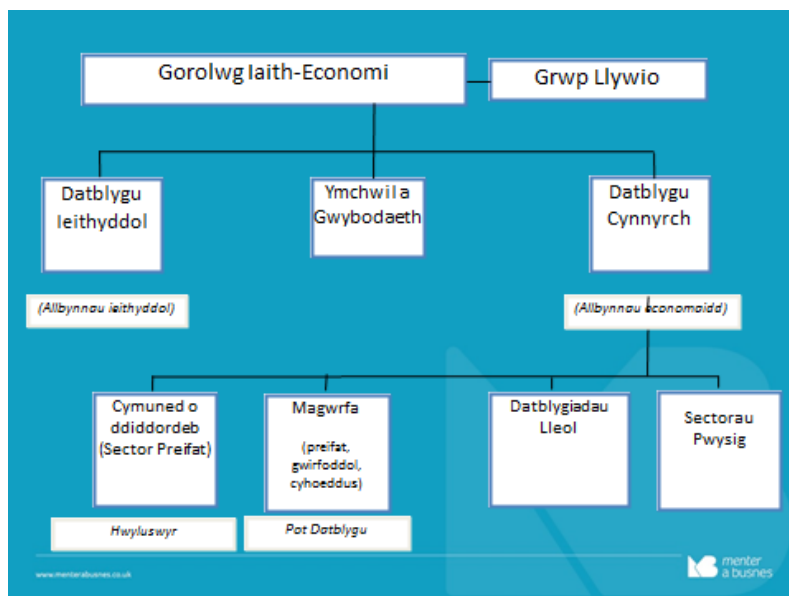 Gorolwg Iaith-Economi
Grwp Llywio
Datblygu
Ieithyddol
Ymchwil a
Gwybodaeth
Datblygu
Cynnyrch
(Allbynnau ieithyddol)
(Allbynnau economaidd)
Cymuned o
ddiddordeb
(Sector Preifat)
Magwrfa
(preifat,
gwirfoddol,
cyhoeddus)
Datblygiadau
Lleol
Sectorau
Pwysig
Hwyluswyr
Pot Datblygu
www.menterabusnes.co.uk
menter
a busnes